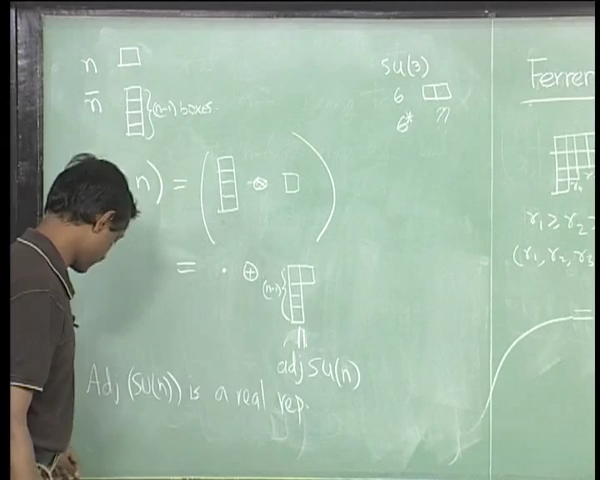 n □
n̄ }(n-1) boxes.
SU(3)
6
6* ??
Ferrer
n) = ( ⊗ □ )
= · ⊕ (n-1){
adj SU(n)
Adj (SU(n)) is a real rep.
r₁ ≥ r₂ ≥
(r₁, r₂, r₃
=